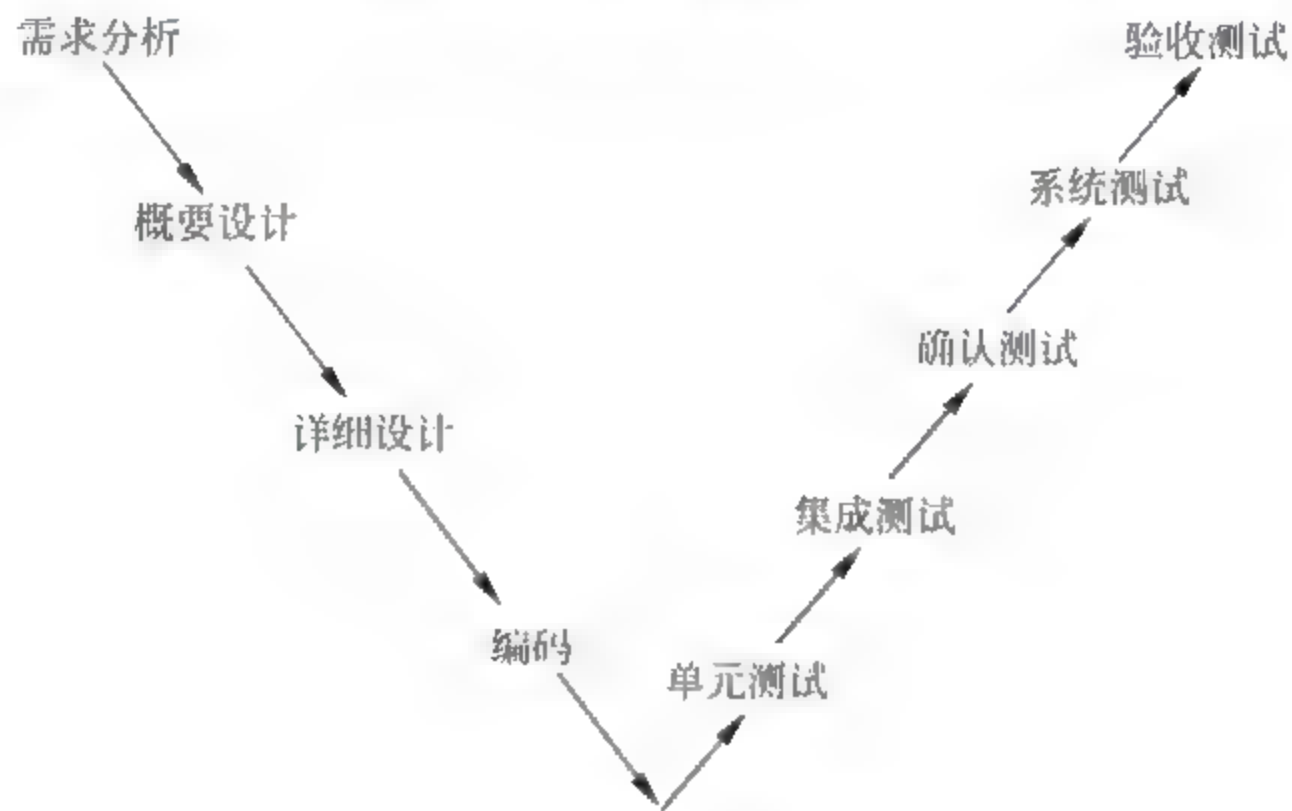 需求分析
验收测试
系统测试
概要设计
确认测试
详细设计
集成测试
编码
单元测试